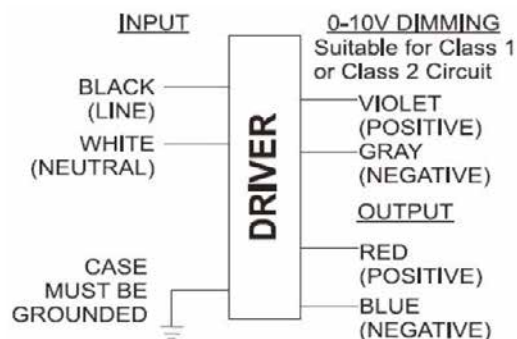 INPUT
BLACK
(LINE)
WHITE
(NEUTRAL)
CASE
MUST BE
GROUNDED
DRIVER
0-10V DIMMING
Suitable for Class 1
or Class 2 Circuit
VIOLET
(POSITIVE)
GRAY
(NEGATIVE)
OUTPUT
RED
(POSITIVE)
BLUE
(NEGATIVE)